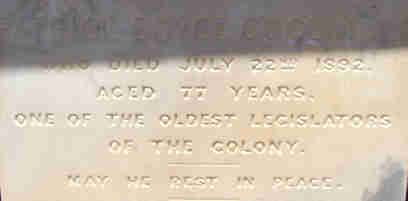 WHO DIED JULY 22ND 1892.
AGED 77 YEARS.
ONE OF THE OLDEST LEGISLATORS
OF THE COLONY.
MAY HE REST IN PEACE.